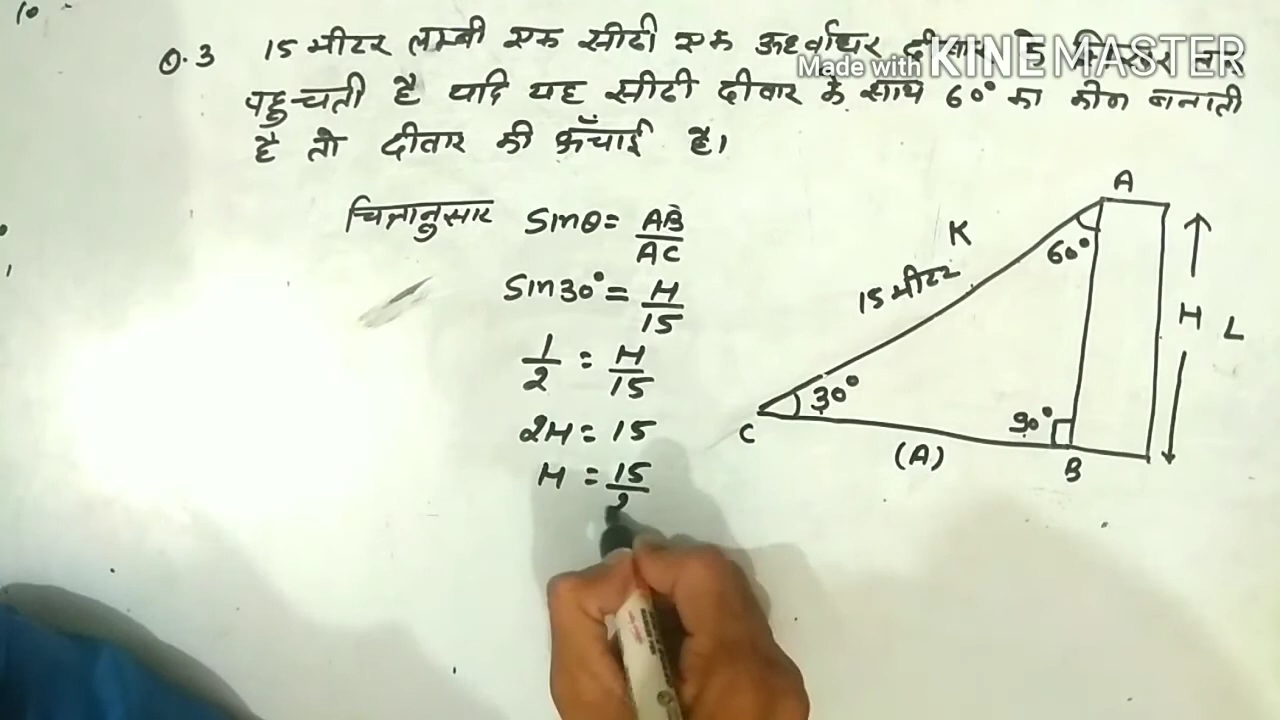 10
Q.3 15 मीटर लम्बी एक सीढी एक ऊर्ध्वाधर
Made with KINEMASTER
पहुन्चती है यदि यह सीढी दीवार के साथ 60° का कोण बनाती
है तो दीवार की ऊँचाई है।
चित्रानुसार Sinθ = AB/AC
Sin30° = H/15
1/2 = H/15
2H = 15
H = 15/2
A
K
60°
15 मीटर
H L
30°
90°
C
(A)
B